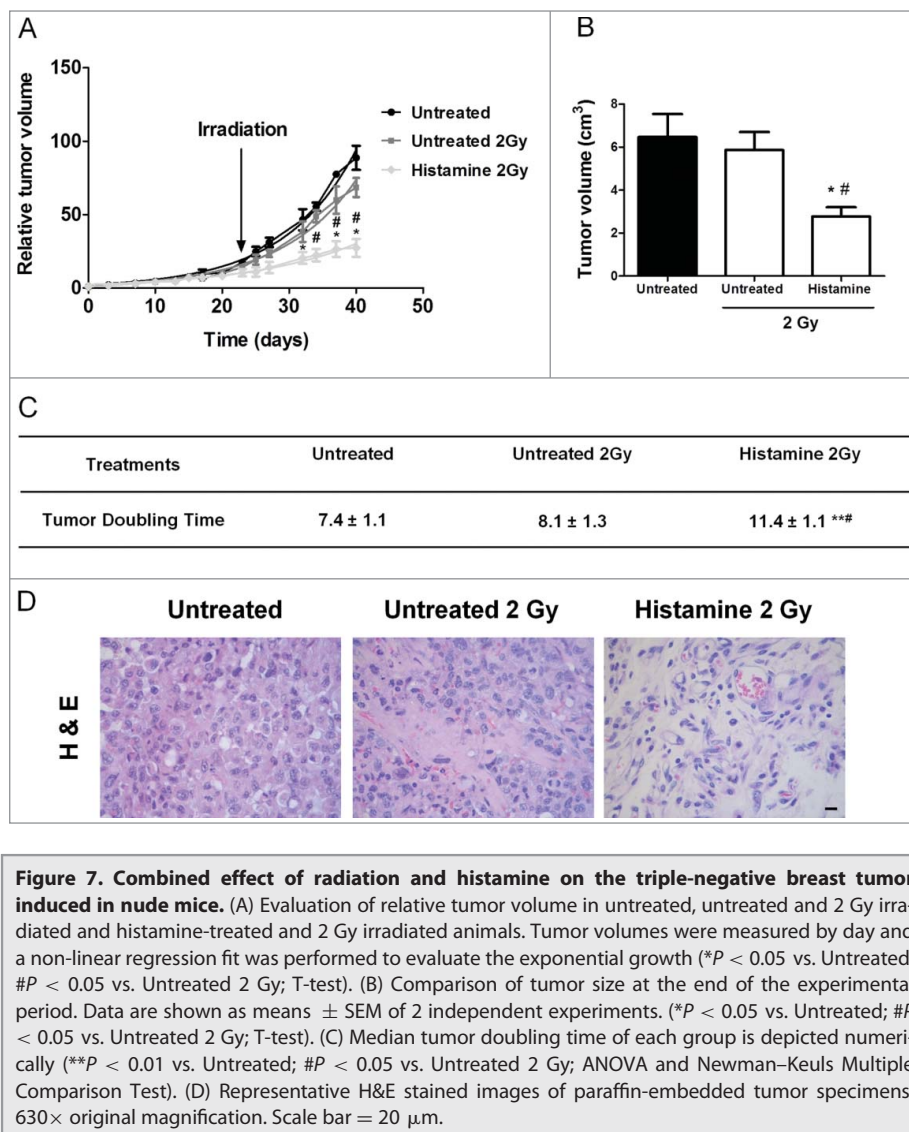 A
150
100
50
0
Relative tumor volume
Irradiation
Untreated
Untreated 2Gy
Histamine 2Gy
# # #
* * *
0 10 20 30 40 50
Time (days)
B
8
6
4
2
0
Tumor volume (cm3)
* #
Untreated Untreated Histamine
2 Gy
C
Treatments Untreated Untreated 2Gy Histamine 2Gy
Tumor Doubling Time 7.4 ± 1.1 8.1 ± 1.3 11.4 ± 1.1 **#
D
Untreated Untreated 2 Gy Histamine 2 Gy
H & E
Figure 7. Combined effect of radiation and histamine on the triple-negative breast tumor
induced in nude mice. (A) Evaluation of relative tumor volume in untreated, untreated and 2 Gy irra-
diated and histamine-treated and 2 Gy irradiated animals. Tumor volumes were measured by day and
a non-linear regression fit was performed to evaluate the exponential growth (*P < 0.05 vs. Untreated
#P < 0.05 vs. Untreated 2 Gy; T-test). (B) Comparison of tumor size at the end of the experimenta
period. Data are shown as means ± SEM of 2 independent experiments. (*P < 0.05 vs. Untreated; #P
< 0.05 vs. Untreated 2 Gy; T-test). (C) Median tumor doubling time of each group is depicted numeri-
cally (**P < 0.01 vs. Untreated; #P < 0.05 vs. Untreated 2 Gy; ANOVA and Newman–Keuls Multiple
Comparison Test). (D) Representative H&E stained images of paraffin-embedded tumor specimens
630× original magnification. Scale bar = 20 μm.